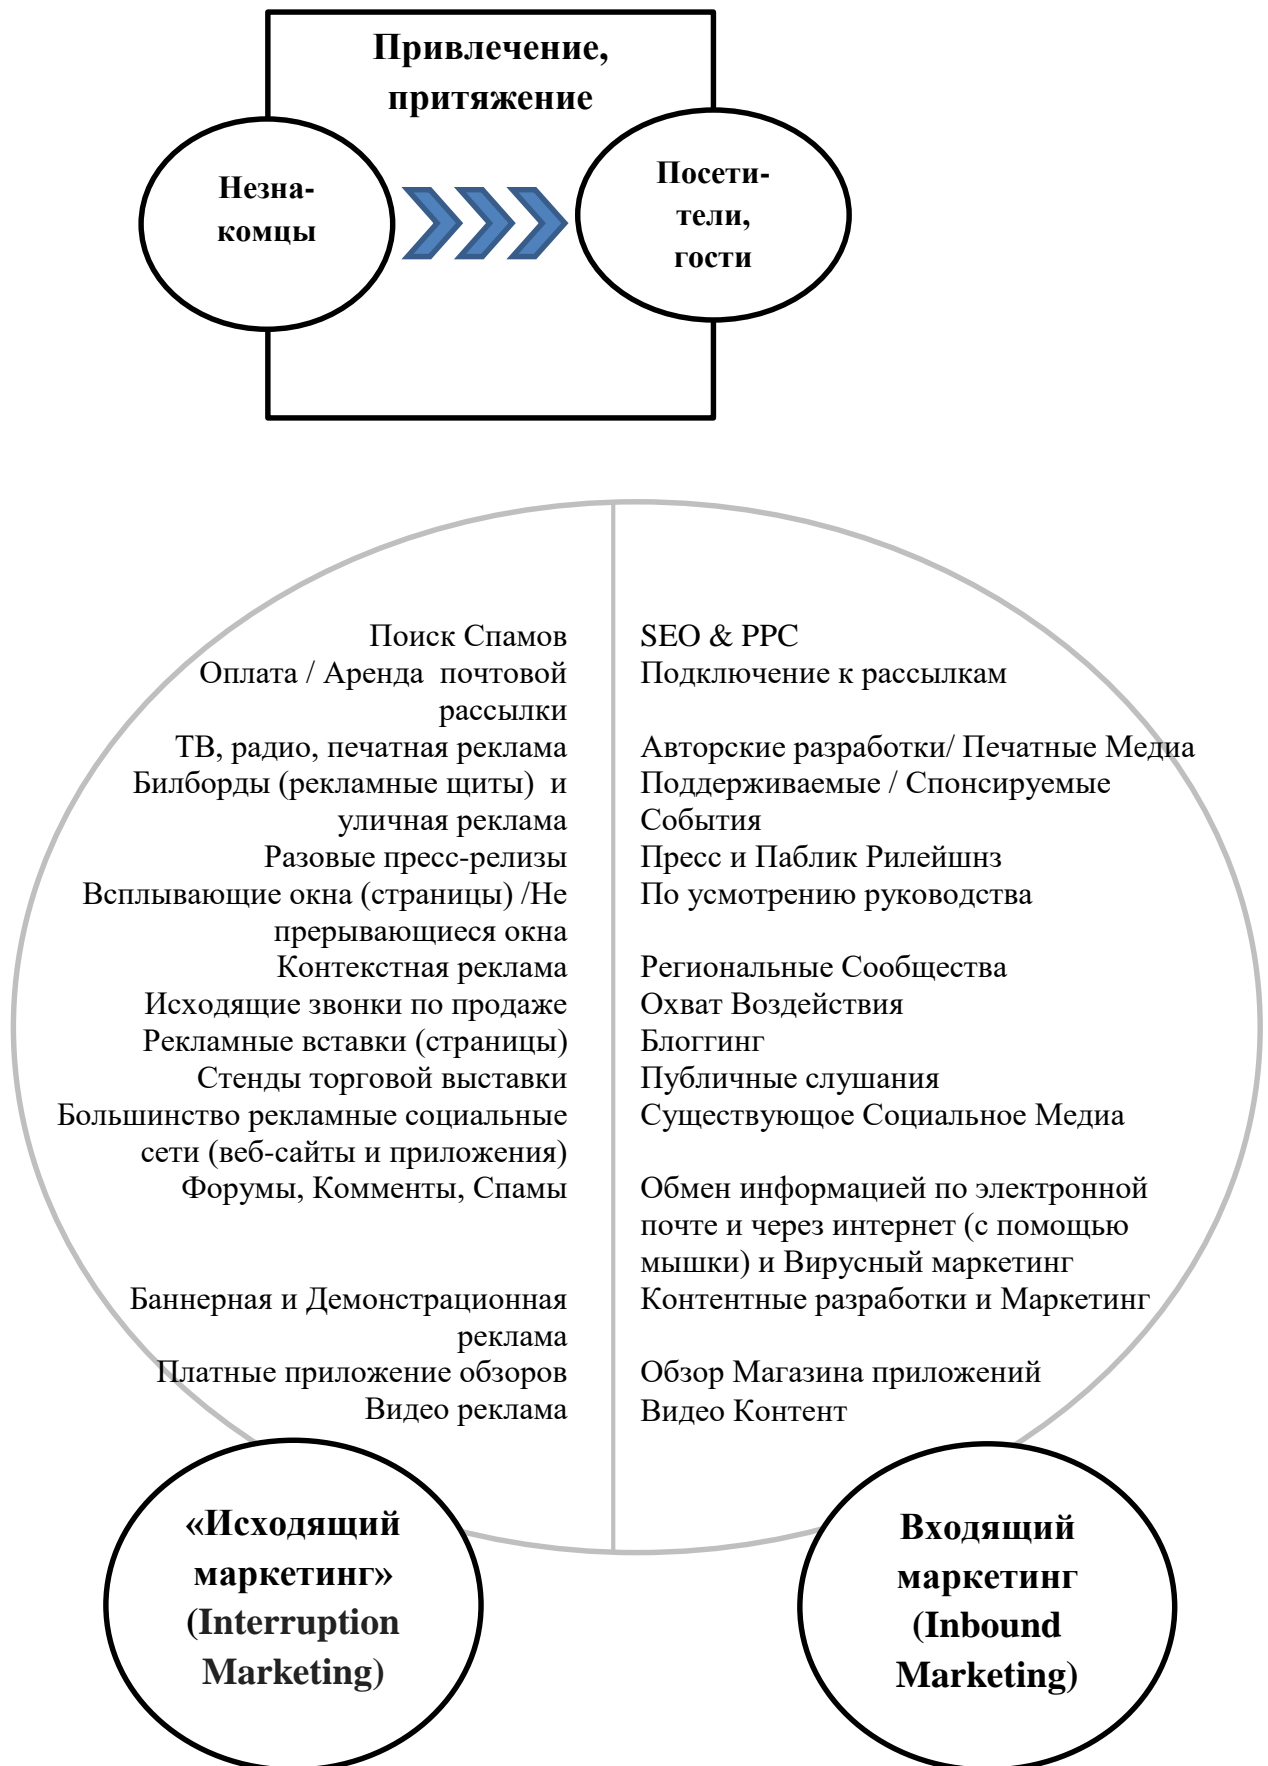 Привлечение,
притяжение
Незна-
комцы
Посети-
тели,
гости
Поиск Спамов
Оплата / Аренда почтовой
рассылки
ТВ, радио, печатная реклама
Билборды (рекламные щиты) и
уличная реклама
Разовые пресс-релизы
Всплывающие окна (страницы) /Не
прерывающиеся окна
Контекстная реклама
Исходящие звонки по продаже
Рекламные вставки (страницы)
Стенды торговой выставки
Большинство рекламные социальные
сети (веб-сайты и приложения)
Форумы, Комменты, Спамы
Баннерная и Демонстрационная
реклама
Платные приложение обзоров
Видео реклама
SEO & PPC
Подключение к рассылкам
Авторские разработки/ Печатные Медиа
Поддерживаемые / Спонсируемые
События
Пресс и Паблик Рилейшнз
По усмотрению руководства
Региональные Сообщества
Охват Воздействия
Блоггинг
Публичные слушания
Существующое Социальное Медиа
Обмен информацией по электронной
почте и через интернет (с помощью
мышки) и Вирусный маркетинг
Контентные разработки и Маркетинг
Обзор Магазина приложений
Видео Контент
«Исходящий
маркетинг»
(Interruption
Marketing)
Входящий
маркетинг
(Inbound
Marketing)